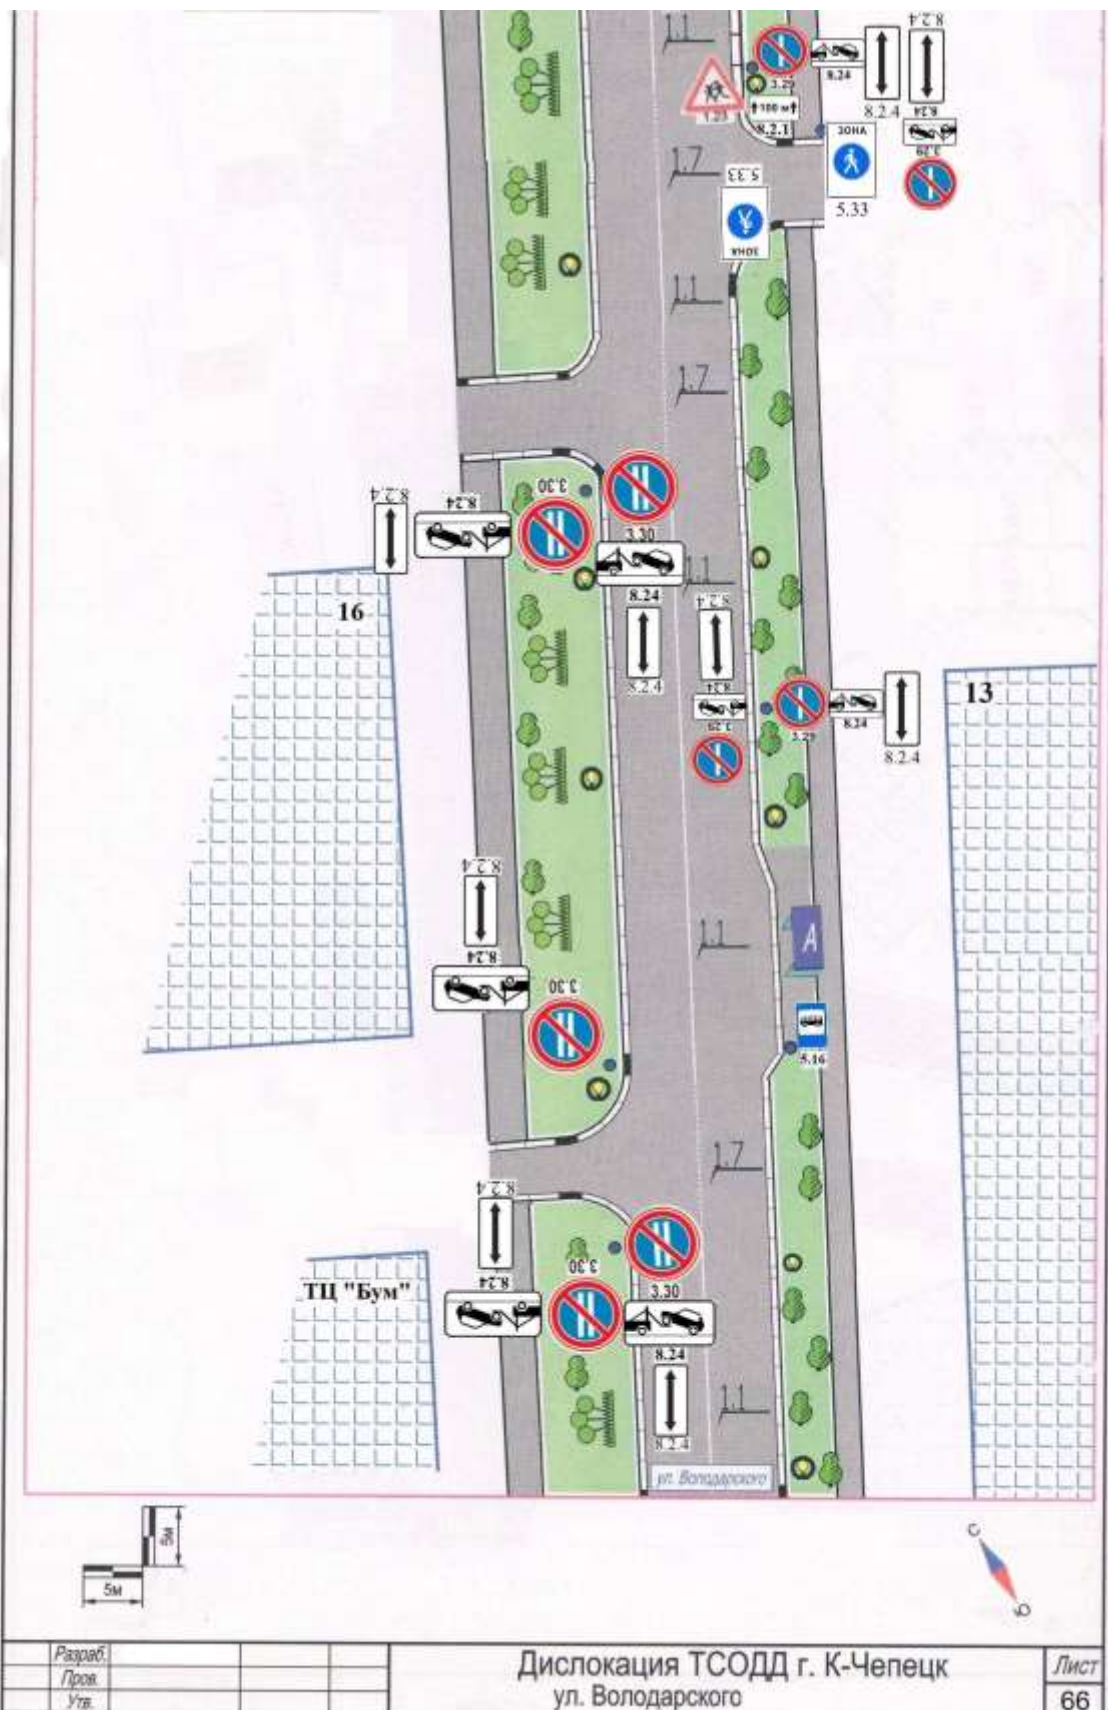 1.1
8.2.4
8.2.4
3.29
8.24
8.24
1.23
100 м
8.2.1
8.2.4
3.29
ЗОНА
1.7
5.33
5.33
ЗОНА
1.1
1.7
8.2.4
8.24
3.30
3.30
1.1
16
8.24
8.2.4
8.2.4
8.24
3.29
13
3.29
8.24
8.2.4
8.2.4
1.1
А
8.24
3.30
5.16
1.7
8.2.4
3.30
ТЦ "Бум"
8.24
3.30
8.24
1.1
8.2.4
ул. Володарского
5м
5м
С
Ю
Разраб.
Пров.
Утв.
Дислокация ТСОДД г. К-Чепецк
ул. Володарского
Лист
66